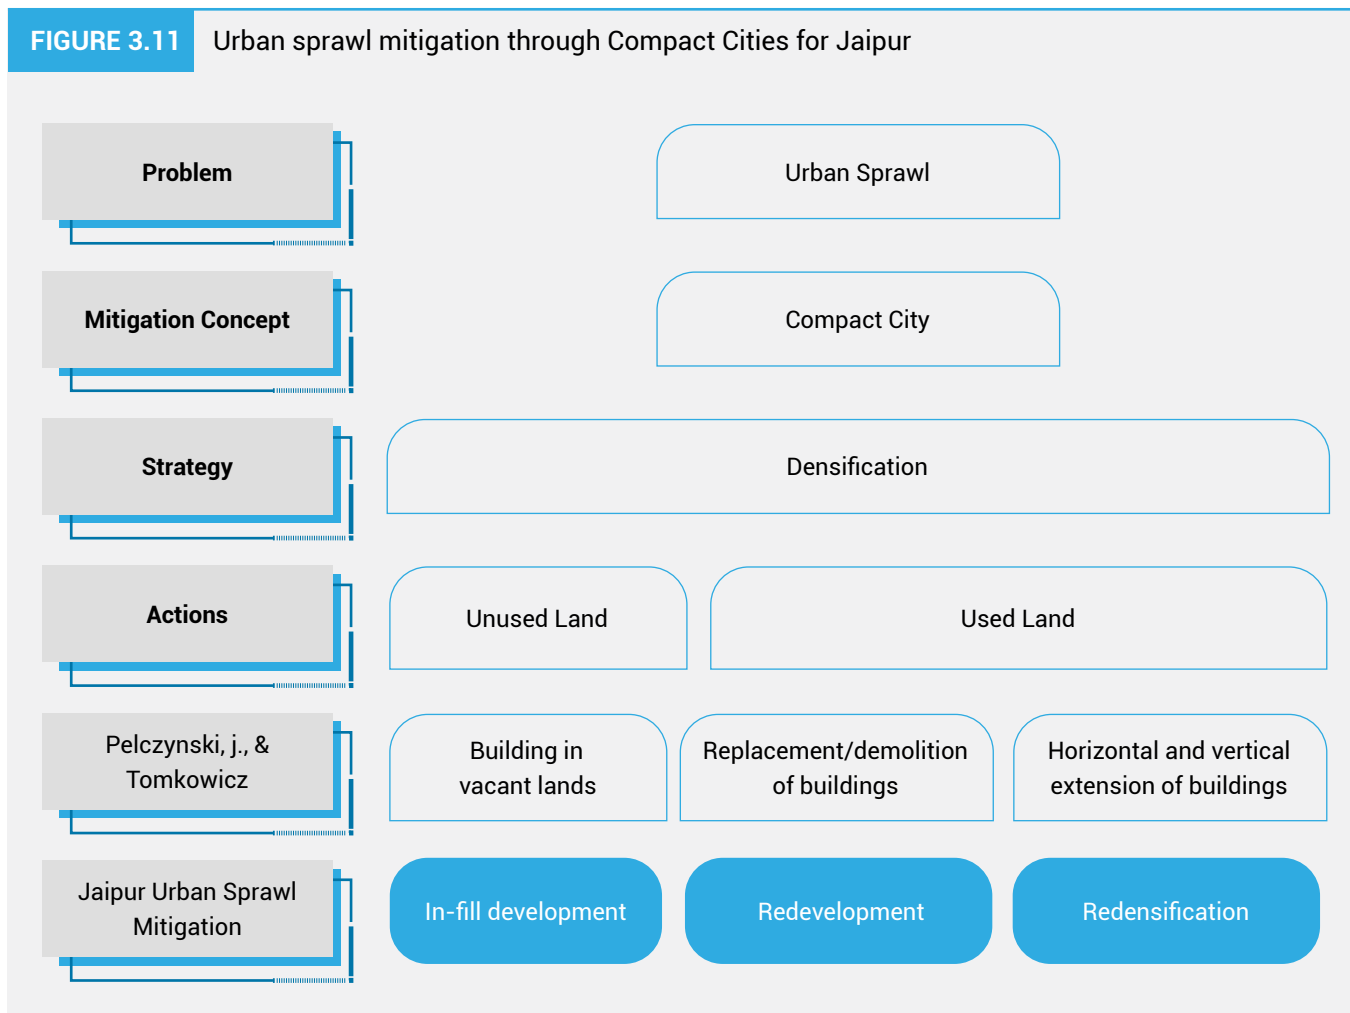 FIGURE 3.11 Urban sprawl mitigation through Compact Cities for Jaipur
Problem
Urban Sprawl
Mitigation Concept
Compact City
Strategy
Densification
Actions
Unused Land
Used Land
Pelczynski, j., &
Tomkowicz
Building in
vacant lands
Replacement/demolition
of buildings
Horizontal and vertical
extension of buildings
Jaipur Urban Sprawl
Mitigation
In-fill development
Redevelopment
Redensification